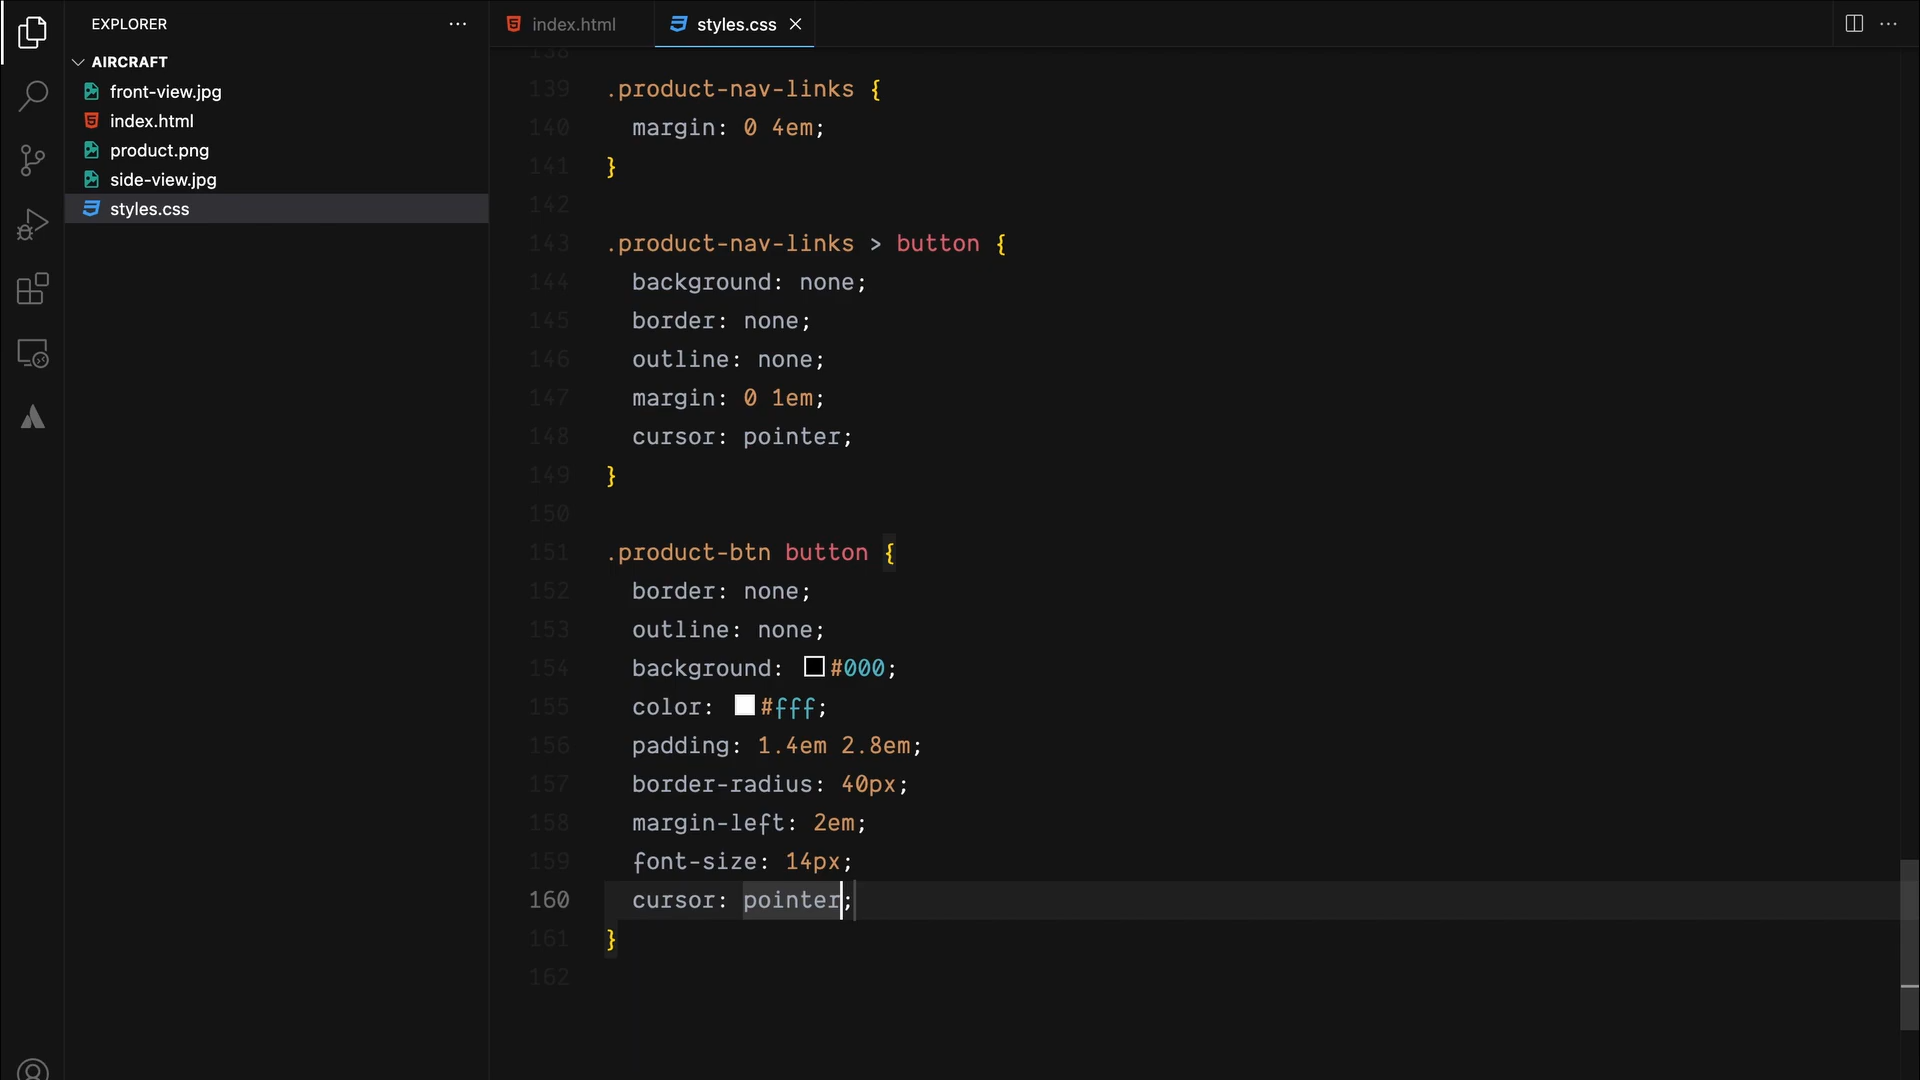 EXPLORER
AIRCRAFT
front-view.jpg
index.html
product.png
side-view.jpg
styles.css
index.html
styles.css
138
139 .product-nav-links {
140 margin: 0 4em;
141 }
142
143 .product-nav-links > button {
144 background: none;
145 border: none;
146 outline: none;
147 margin: 0 1em;
148 cursor: pointer;
149 }
150
151 .product-btn button {
152 border: none;
153 outline: none;
154 background: #000;
155 color: #fff;
156 padding: 1.4em 2.8em;
157 border-radius: 40px;
158 margin-left: 2em;
159 font-size: 14px;
160 cursor: pointer;
161 }
162